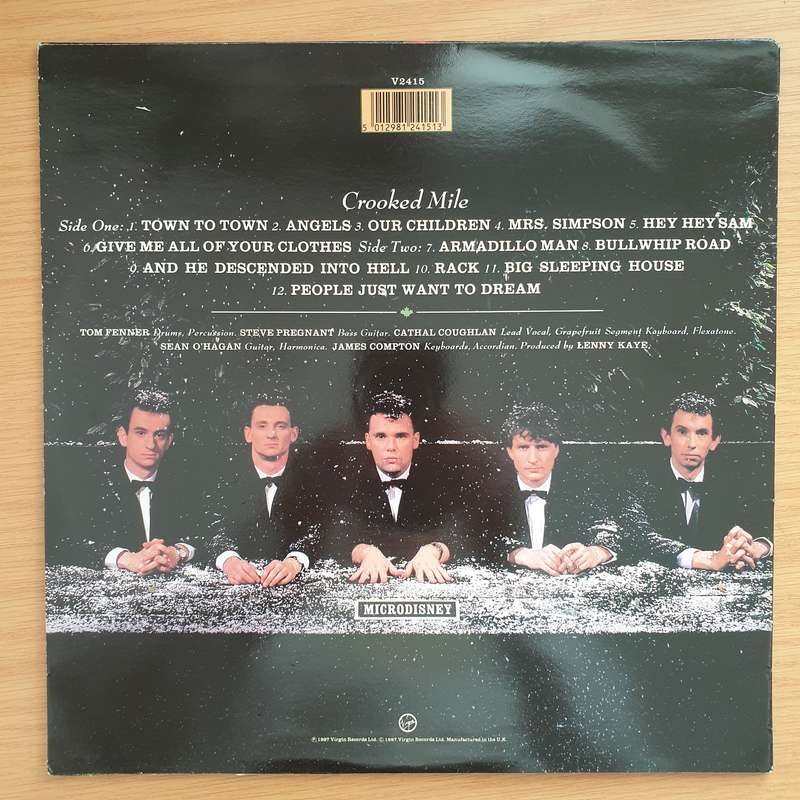 V2415
5 012981 241513
Crooked Mile
Side One: 1. TOWN TO TOWN 2. ANGELS 3. OUR CHILDREN 4. MRS. SIMPSON 5. HEY HEY SAM
6. GIVE ME ALL OF YOUR CLOTHES Side Two: 7. ARMADILLO MAN 8. BULLWHIP ROAD
9. AND HE DESCENDED INTO HELL 10. RACK 11. BIG SLEEPING HOUSE
12. PEOPLE JUST WANT TO DREAM
TOM FENNER Drums, Percussion. STEVE PREGNANT Bass Guitar. CATHAL COUGHLAN Lead Vocal, Grapefruit Segment Keyboard, Flexatone.
SEAN O'HAGAN Guitar, Harmonica. JAMES COMPTON Keyboards, Accordian. Produced by LENNY KAYE.
MICRODISNEY
Virgin
℗ 1987 Virgin Records Ltd. © 1987 Virgin Records Ltd. Manufactured in the U.K.